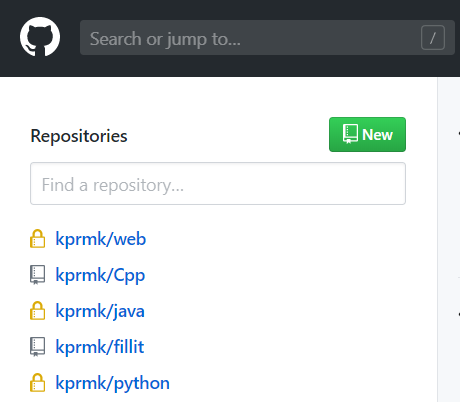 Search or jump to...
/
Repositories
New
Find a repository...
kprmk/web
kprmk/Cpp
kprmk/java
kprmk/fillit
kprmk/python